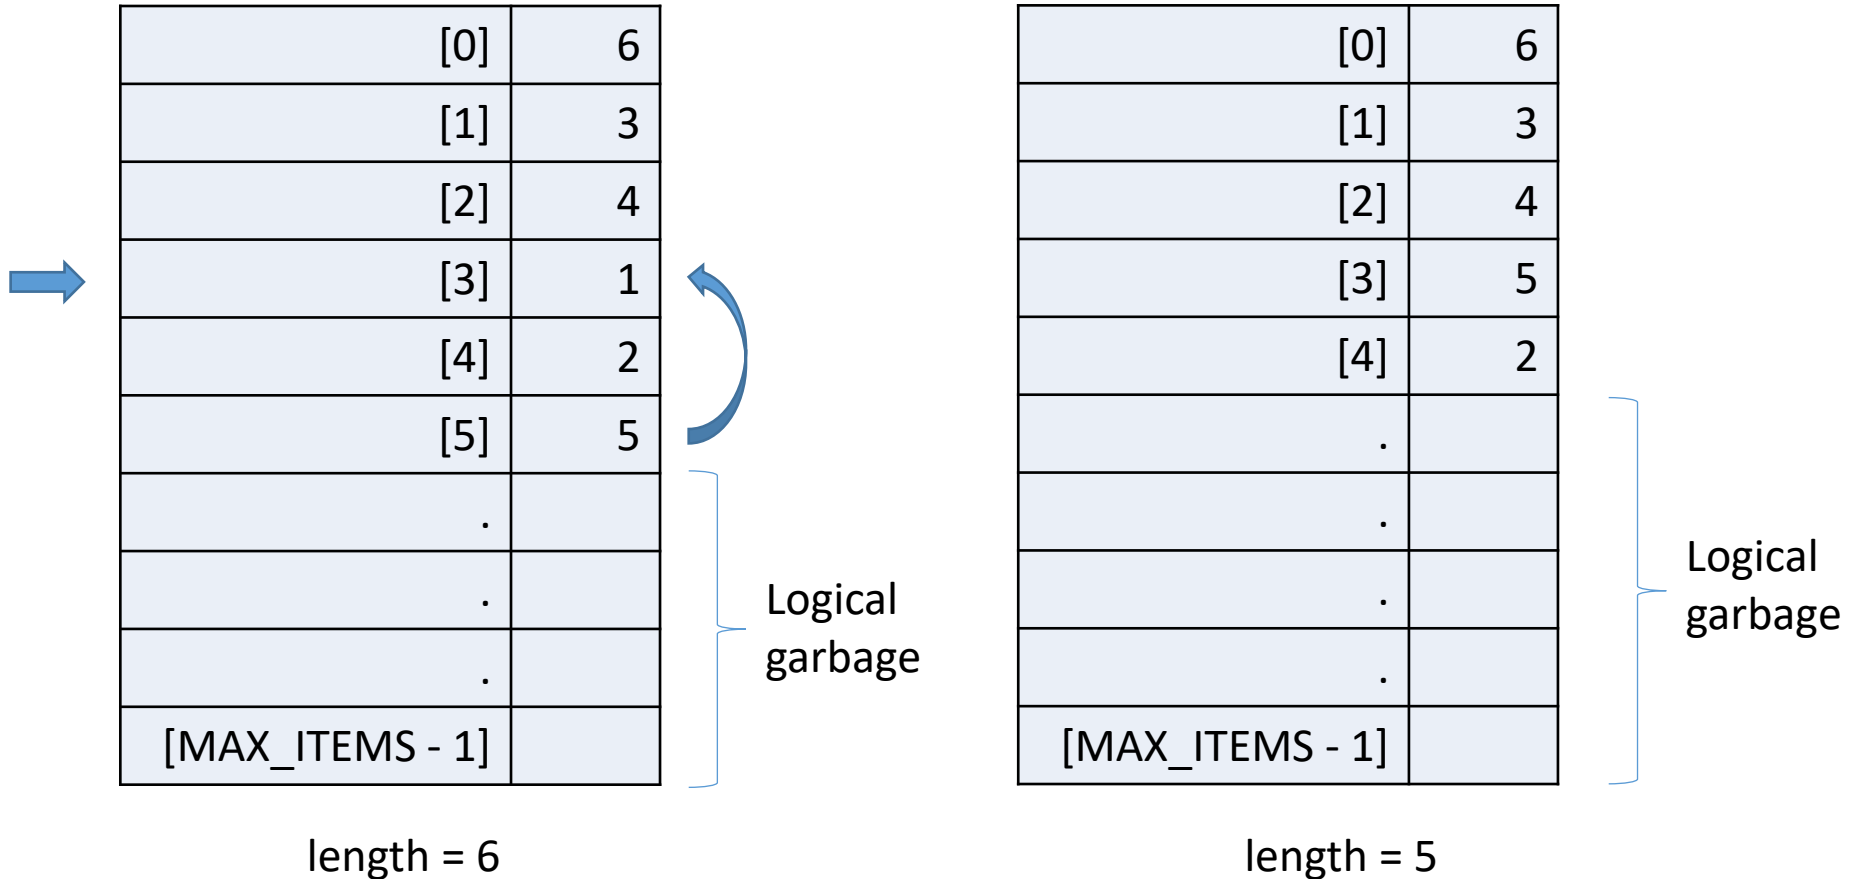 [0] 6
[1] 3
[2] 4
[3] 1
[4] 2
[5] 5
.
.
.
[MAX_ITEMS - 1]
Logical
garbage
length = 6
[0] 6
[1] 3
[2] 4
[3] 5
[4] 2
.
.
.
.
[MAX_ITEMS - 1]
Logical
garbage
length = 5